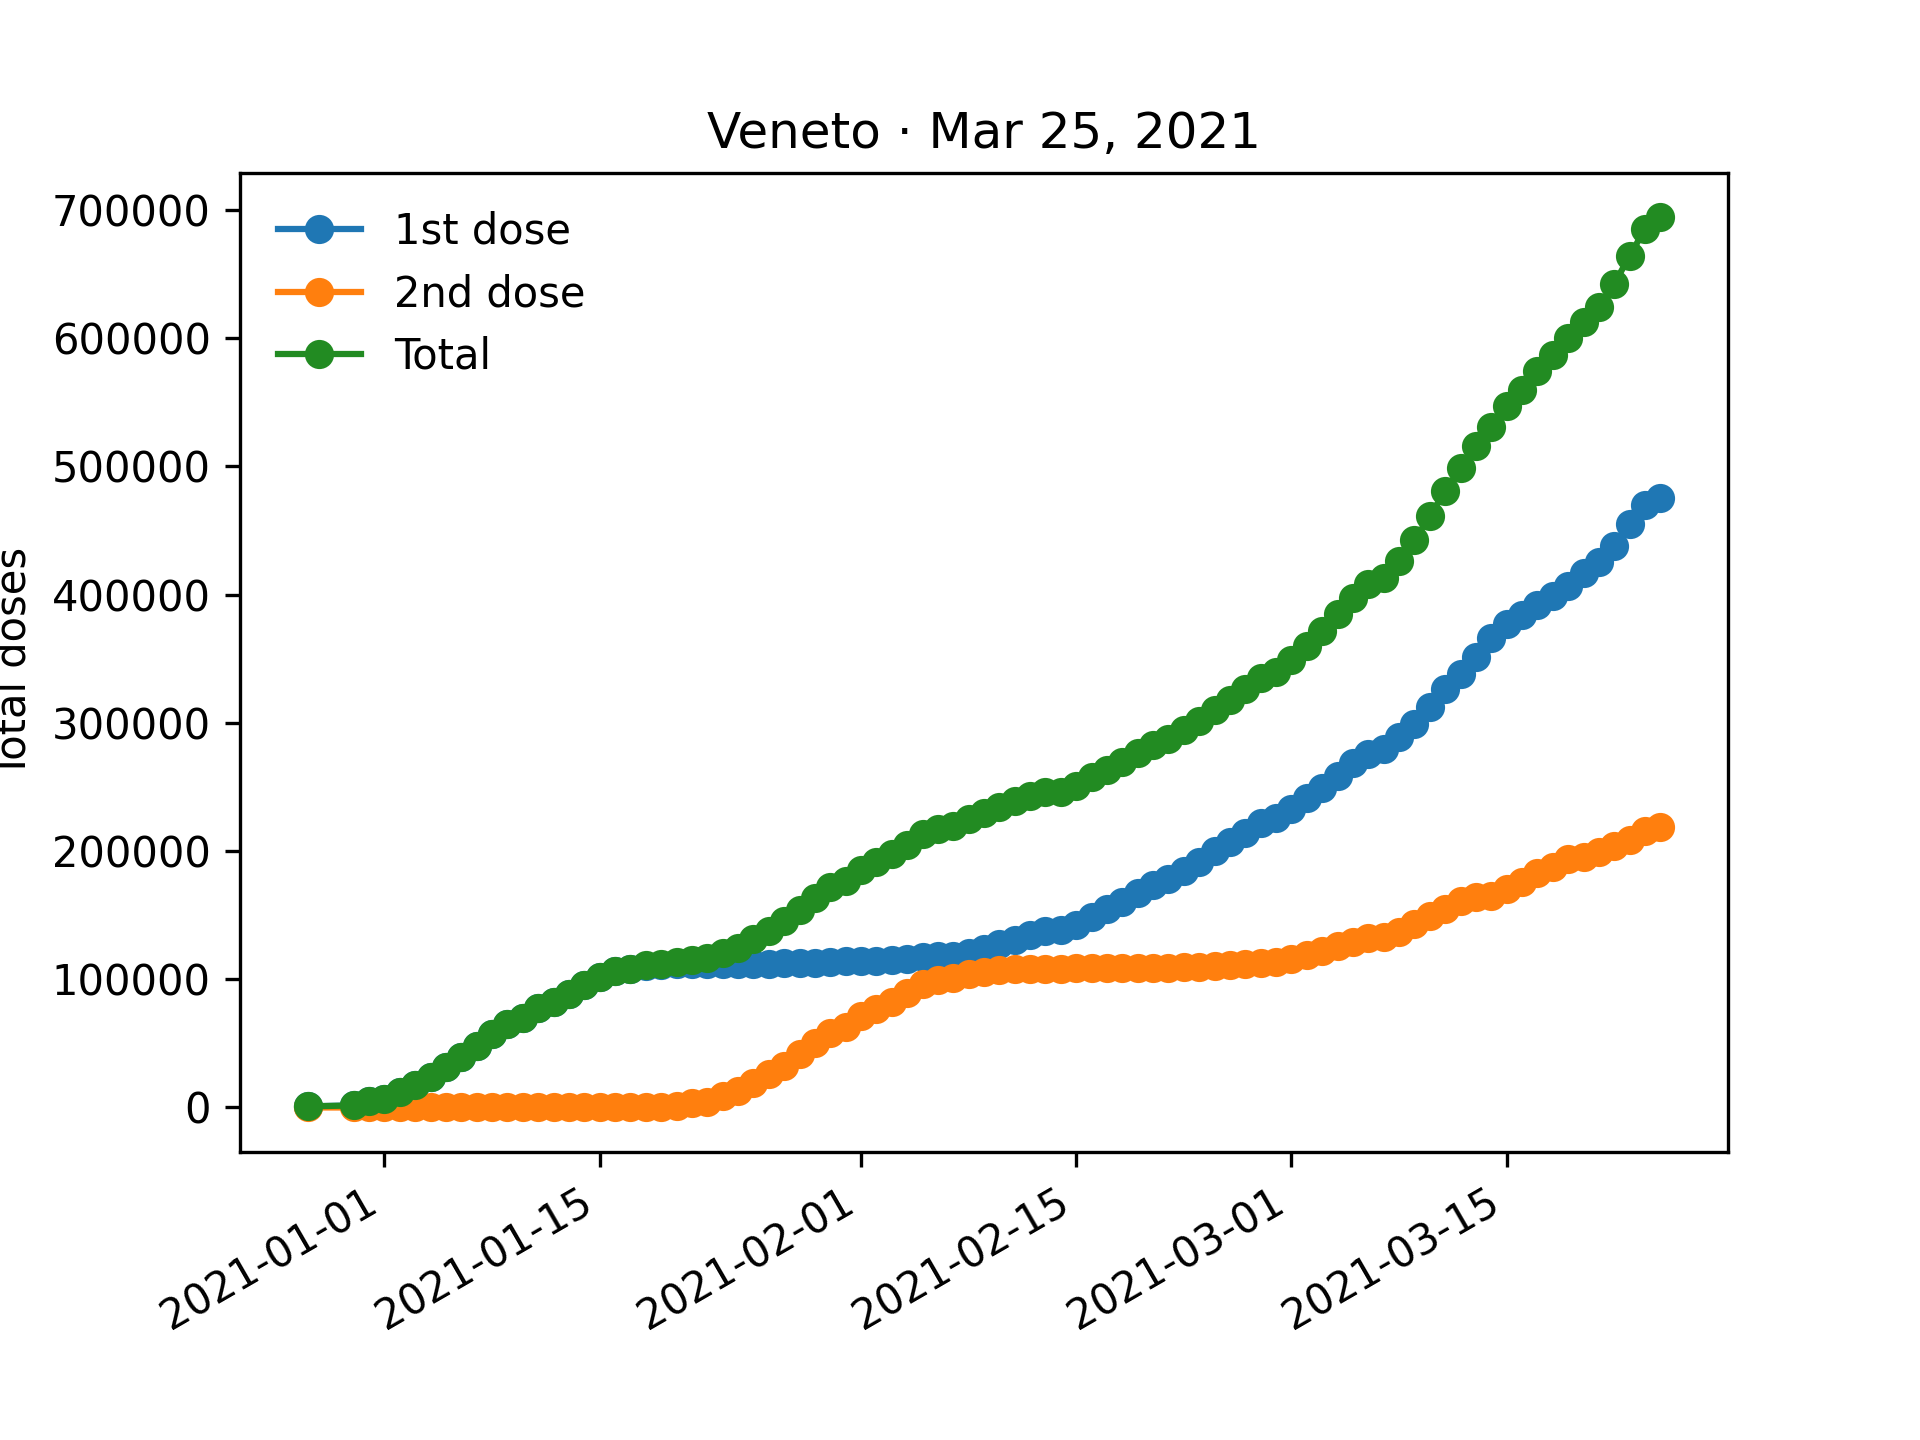 Veneto · Mar 25, 2021
Total doses
700000
600000
500000
400000
300000
200000
100000
0
1st dose
2nd dose
Total
2021-01-01
2021-01-15
2021-02-01
2021-02-15
2021-03-01
2021-03-15